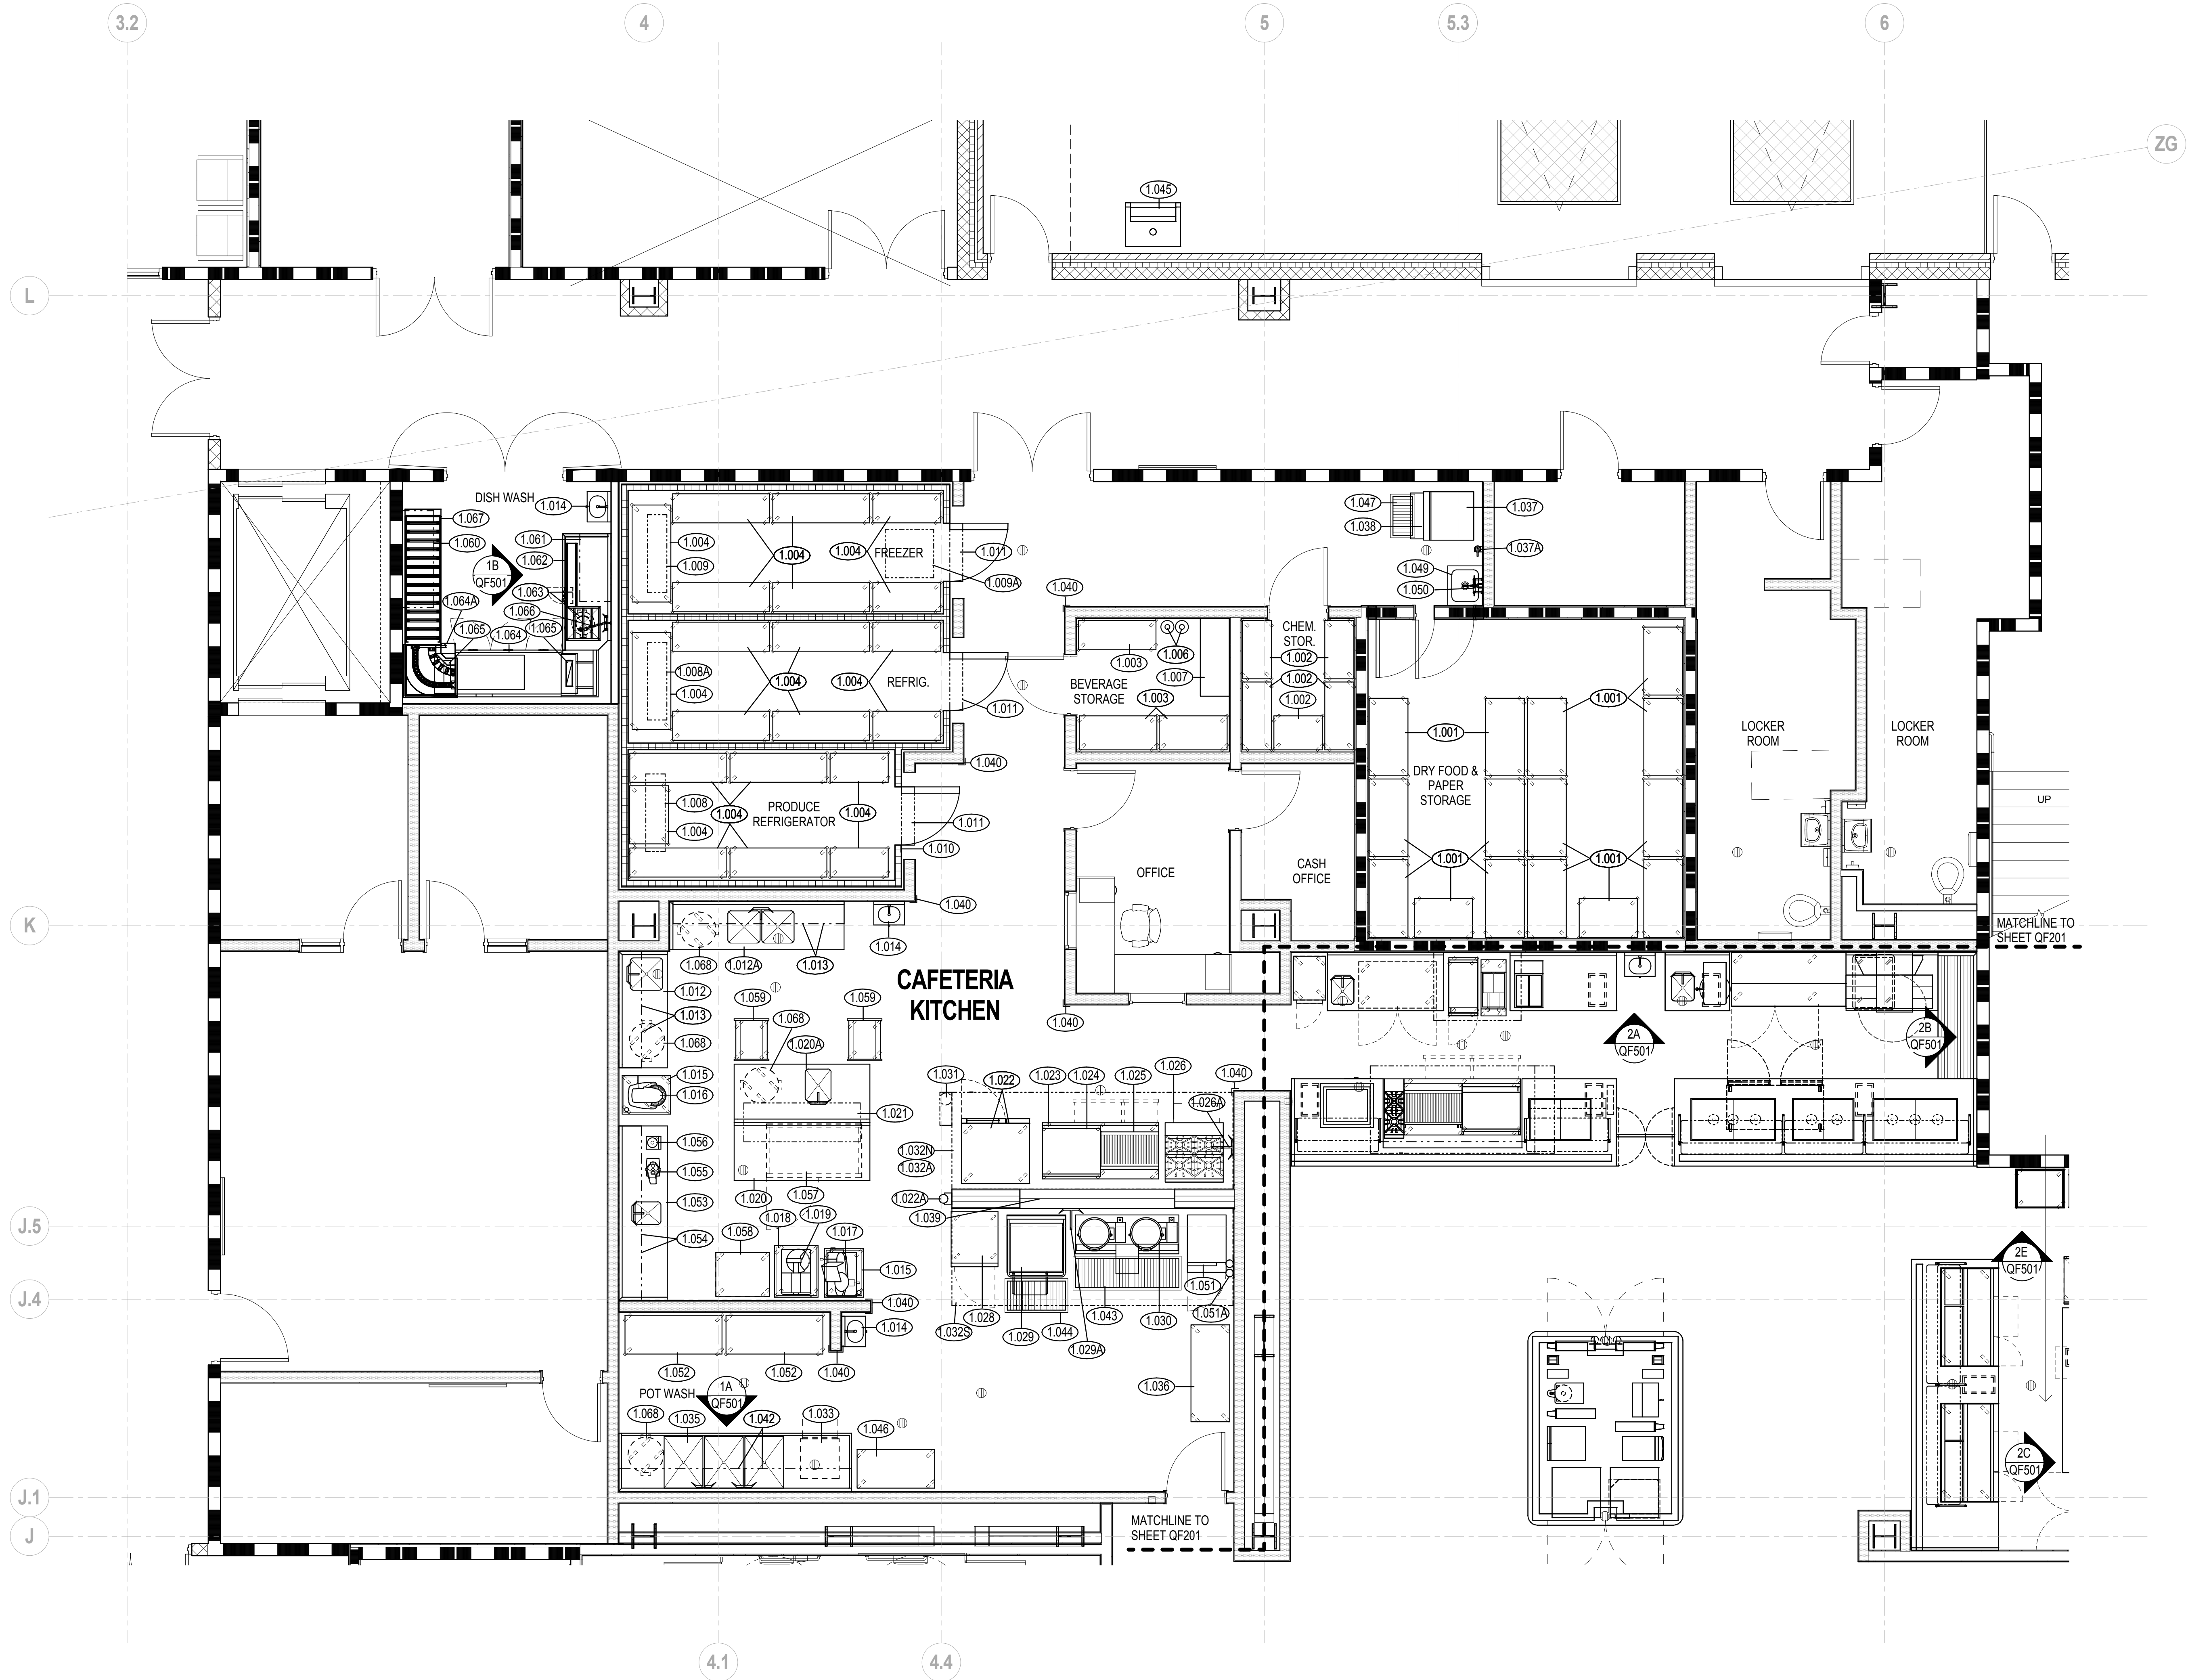 3.2
4
5
5.3
6
ZG
1.045
L
DISH WASH
1.014
1.067
1.061
1.060
1.062
1B
QF501
1.063
1.064A
1.066
1.065
1.064
1.065
1.004
1.009
1.004
1.004
FREEZER
1.011
1.009A
1.047
1.038
1.037
1.037A
1.049
1.050
1.040
1.008A
1.004
1.004
1.004
REFRIG.
1.011
1.003
1.006
1.007
BEVERAGE
STORAGE
1.003
CHEM.
STOR.
1.002
1.002
1.002
1.001
1.001
DRY FOOD &
PAPER
STORAGE
1.001
1.001
LOCKER
ROOM
LOCKER
ROOM
UP
1.040
1.008
1.004
1.004
PRODUCE
REFRIGERATOR
1.004
1.011
1.010
1.040
OFFICE
CASH
OFFICE
K
MATCHLINE TO
SHEET QF201
1.014
1.068
1.012A
1.013
CAFETERIA
KITCHEN
1.040
1.012
1.013
1.068
1.059
1.059
1.068
1.020A
1.015
1.016
1.021
1.056
1.055
1.053
1.054
1.020
1.057
1.018
1.019
1.058
1.017
1.015
1.031
1.022
1.023
1.024
1.025
1.026
1.040
1.026A
1.032N
1.032A
1.022A
1.039
2A
QF501
2B
QF501
J.5
1.028
1.032S
1.029
1.044
1.043
1.029A
1.030
1.051
1.051A
2E
QF501
J.4
1.040
1.014
1.052
1.052
1.040
1.036
POT WASH
1A
QF501
1.068
1.035
1.042
1.033
1.046
2C
QF501
J.1
J
MATCHLINE TO
SHEET QF201
4.1
4.4